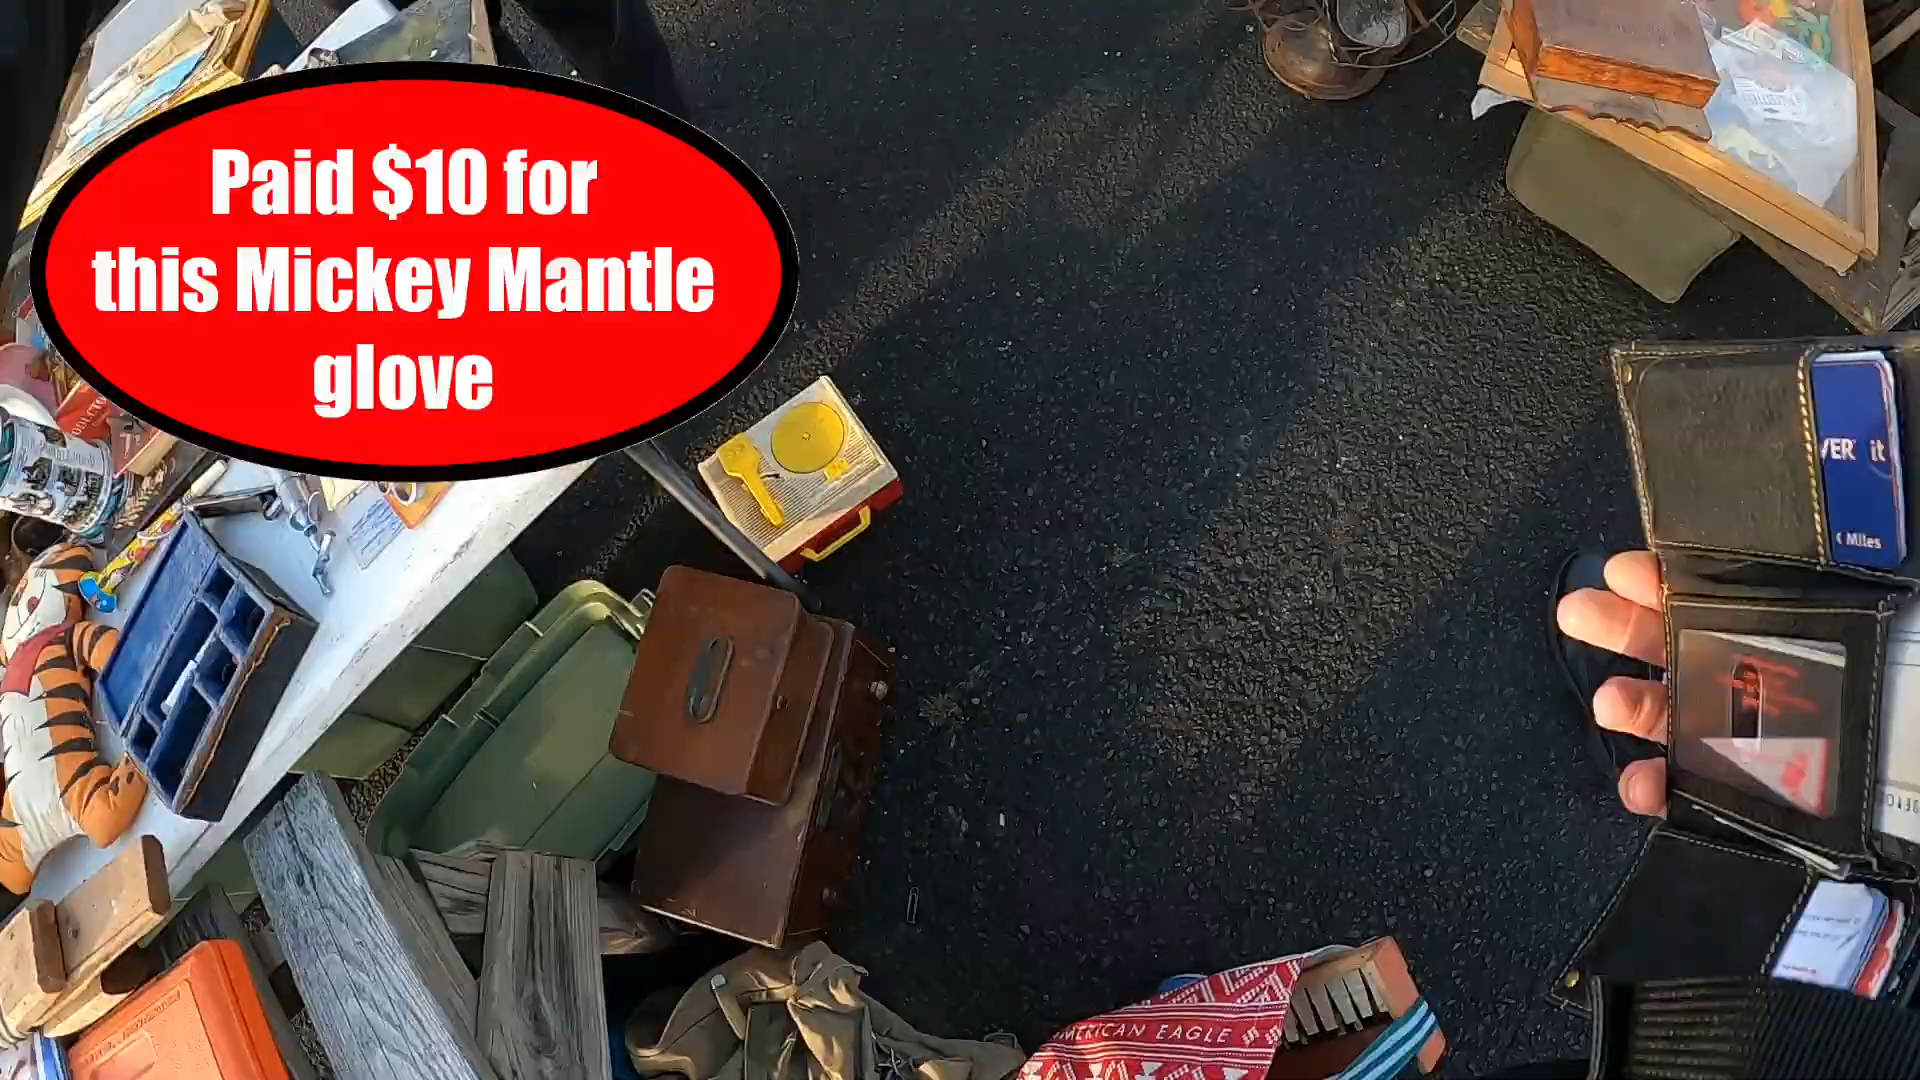 Paid $10 for
this Mickey Mantle
glove
VER it
Miles
MERICAN EAGLE